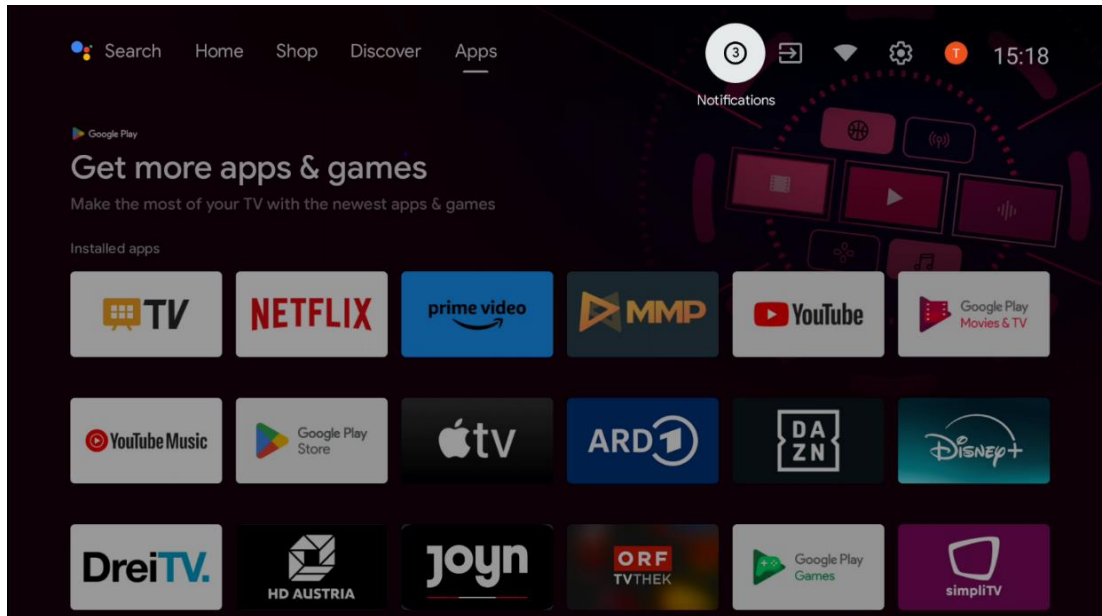 Search Home Shop Discover Apps 3 T 15:18
Notifications
Google Play
Get more apps & games
Make the most of your TV with the newest apps & games
Installed apps
TV NETFLIX prime video MMP YouTube Google Play
Movies & TV
YouTube Music Google Play
Store
tv ARD 1 DA
ZN
Disney+
DreiTV. HD AUSTRIA JOYN ORF
TVTHEK
Google Play
Games
simpliTV